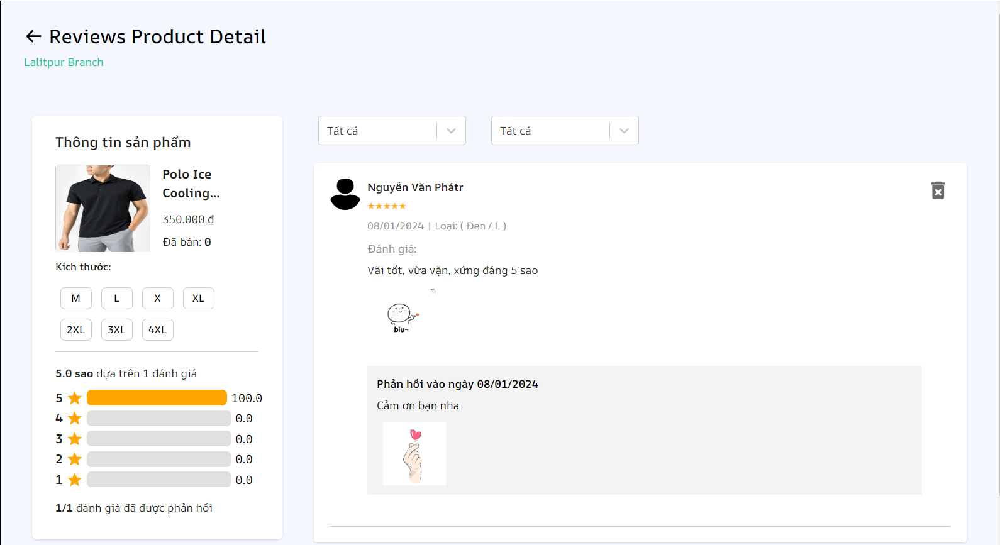 Reviews Product Detail
Lalitpur Branch
Thông tin sản phẩm
Polo Ice
Cooling...
350.000 ₫
Đã bán: 0
Kích thước:
M L X XL
2XL 3XL 4XL
5.0 sao dựa trên 1 đánh giá
5 100.0
4 0.0
3 0.0
2 0.0
1 0.0
1/1 đánh giá đã được phản hồi
Tất cả Tất cả
Nguyễn Văn Phátr
08/01/2024 | Loại: ( Đen / L )
Đánh giá:
Vãi tốt, vừa vặn, xứng đáng 5 sao
biu~
Phản hồi vào ngày 08/01/2024
Cảm ơn bạn nha